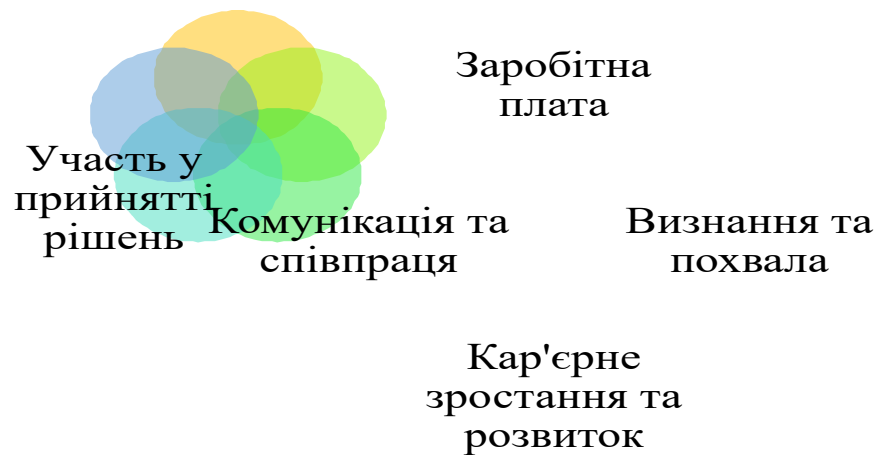 Заробітна
плата
Участь у
прийнятті
рішень
Комунікація та
співпраця
Визнання та
похвала
Кар'єрне
зростання та
розвиток